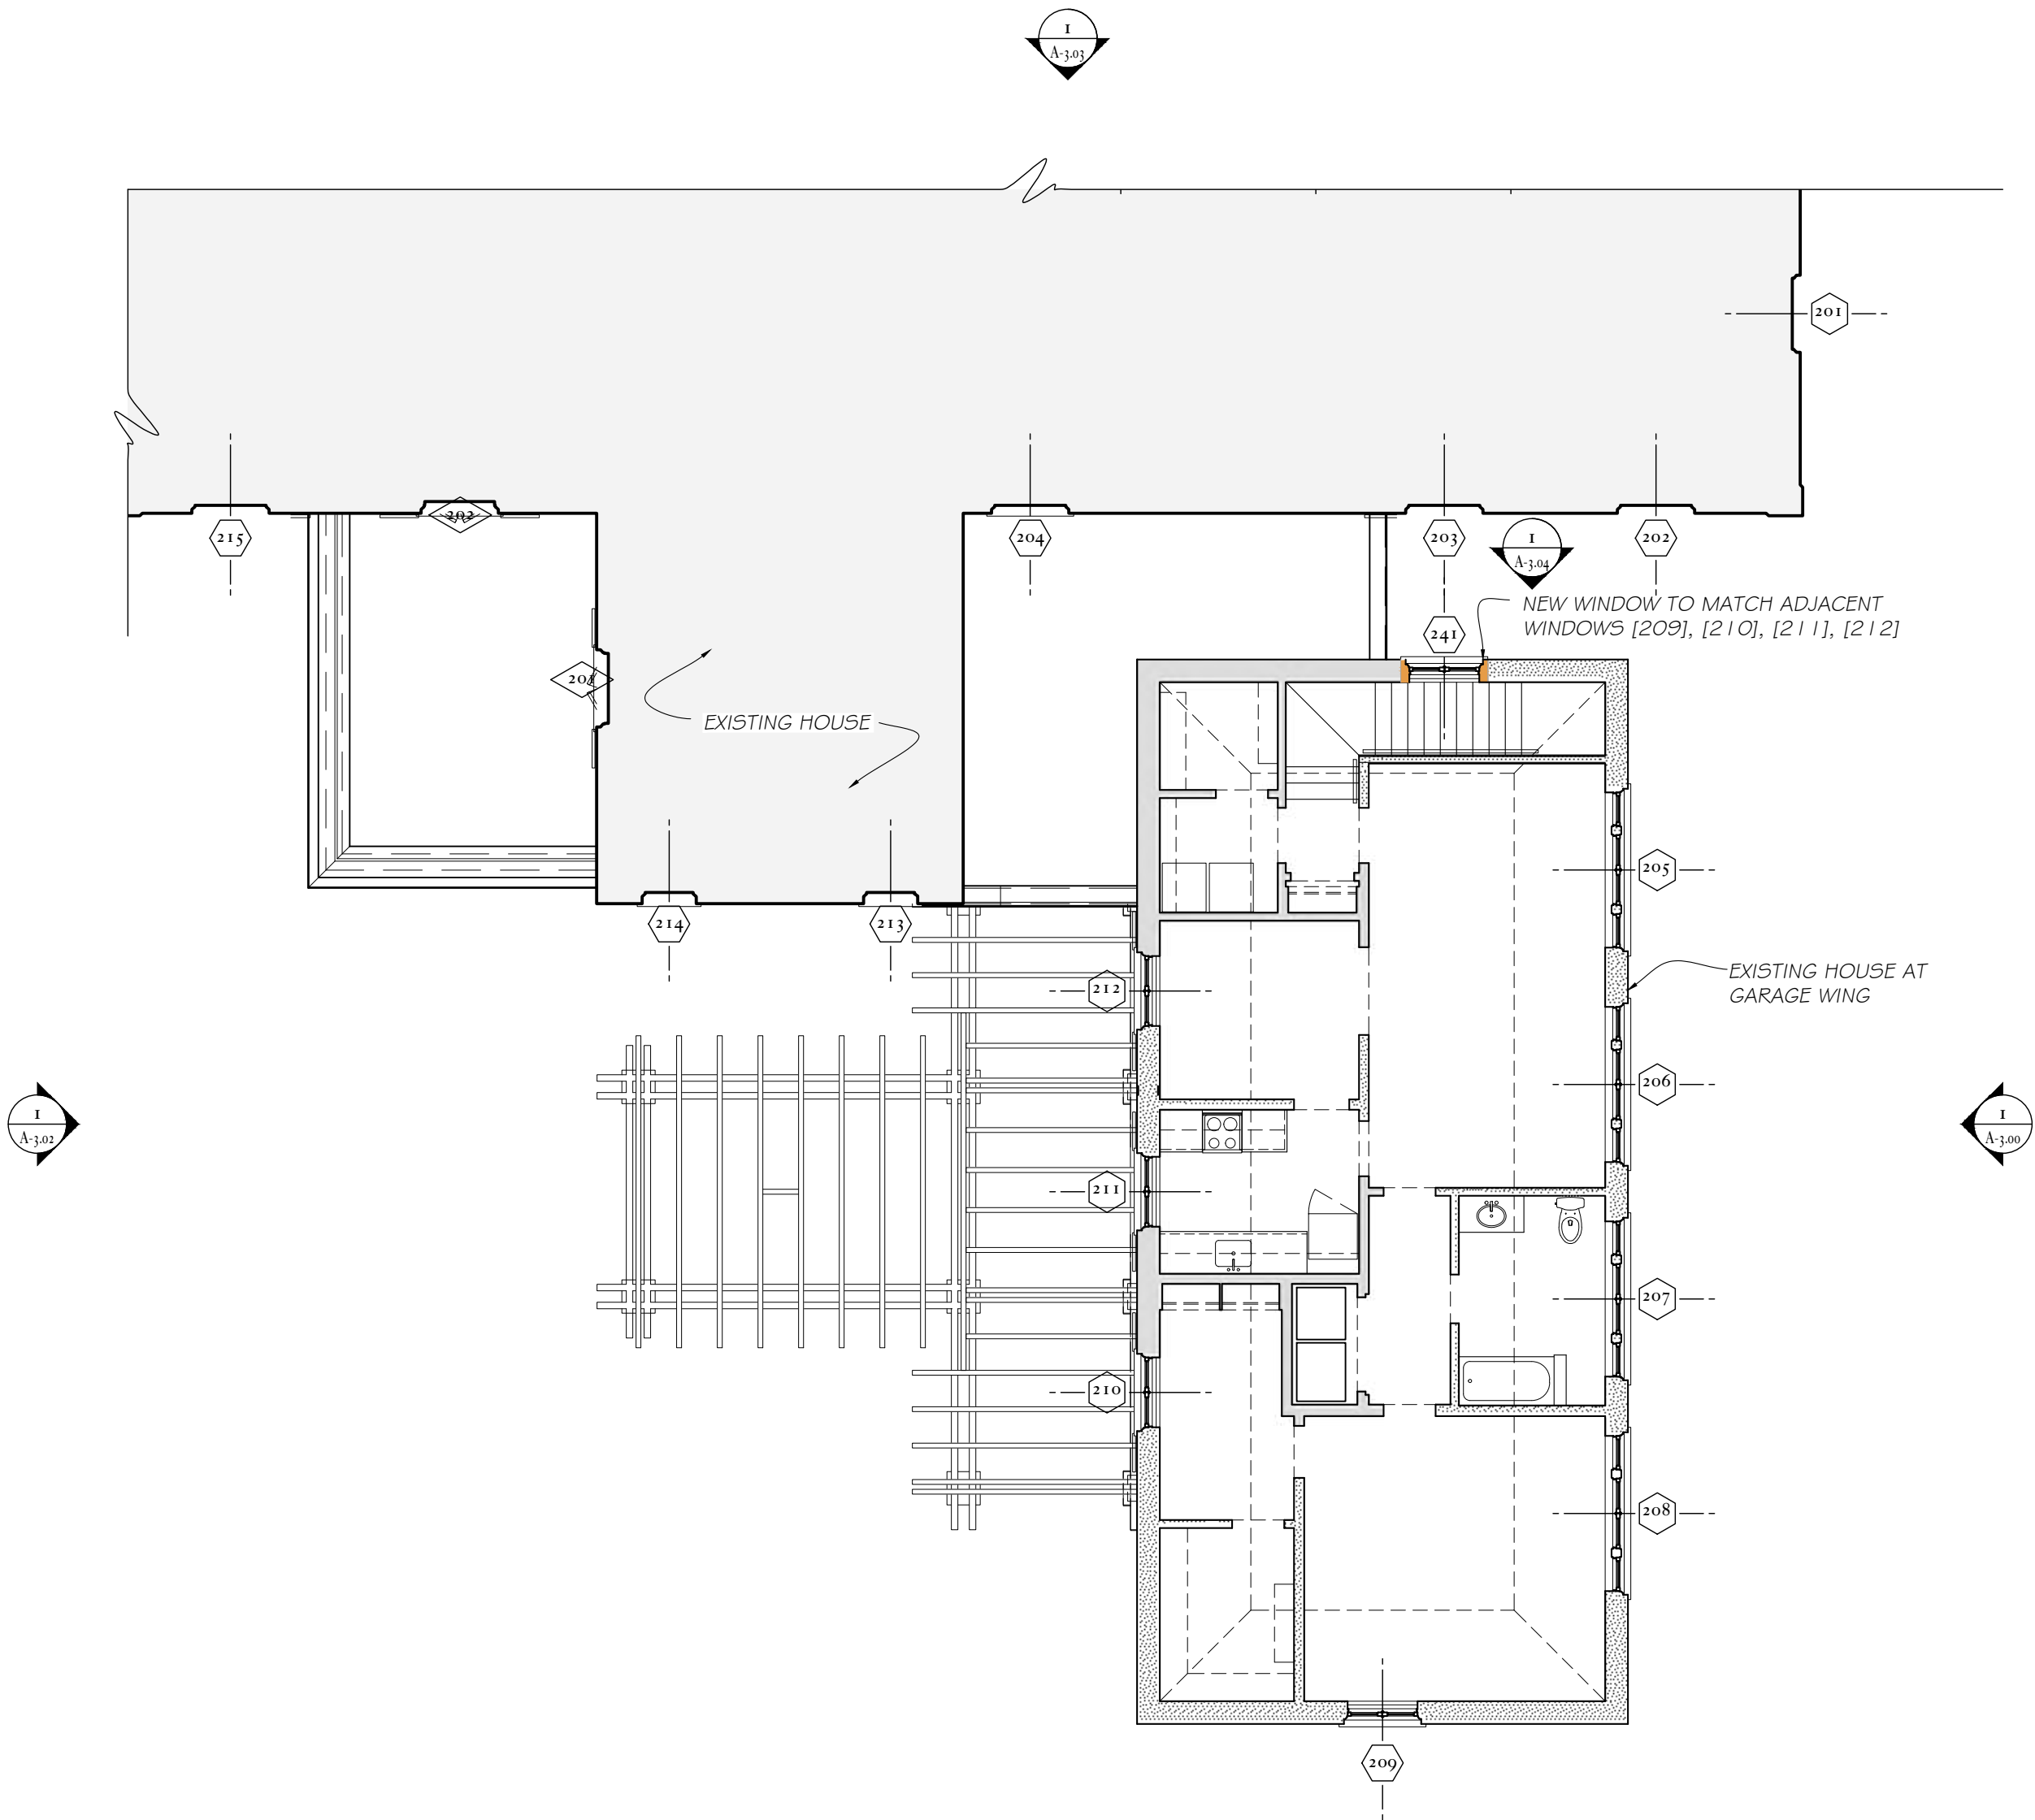 1
A-3.03
201
202
215
204
203
202
1
A-3.04
NEW WINDOW TO MATCH ADJACENT
WINDOWS [209], [210], [211], [212]
241
201
EXISTING HOUSE
205
214
213
EXISTING HOUSE AT
GARAGE WING
212
206
1
A-3.02
1
A-3.00
211
207
210
208
209